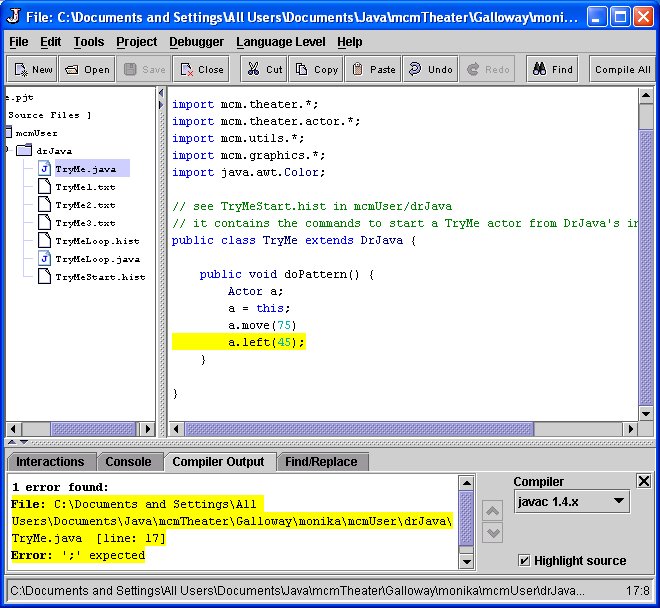 File: C:\Documents and Settings\All Users\Documents\Java\mcmTheater\Galloway\moni...
File Edit Tools Project Debugger Language Level Help
New Open Save Close Cut Copy Paste Undo Redo Find Compile All
e.pjt
Source Files ]
mcmUser
drJava
TryMe.java
TryMe1.txt
TryMe2.txt
TryMe3.txt
TryMeLoop.hist
TryMeLoop.java
TryMeStart.hist
import mcm.theater.*;
import mcm.theater.actor.*;
import mcm.utils.*;
import mcm.graphics.*;
import java.awt.Color;
// see TryMeStart.hist in mcmUser/drJava
// it contains the commands to start a TryMe actor from DrJava's in
public class TryMe extends DrJava {
public void doPattern() {
Actor a;
a = this;
a.move(75)
a.left(45);
}
}
Interactions Console Compiler Output Find/Replace
1 error found:
File: C:\Documents and Settings\All
Users\Documents\Java\mcmTheater\Galloway\monika\mcmUser\drJava\
TryMe.java [line: 17]
Error: ';' expected
Compiler
javac 1.4.x
Highlight source
C:\Documents and Settings\All Users\Documents\Java\mcmTheater\Galloway\monika\mcmUser\drJava... 17:8